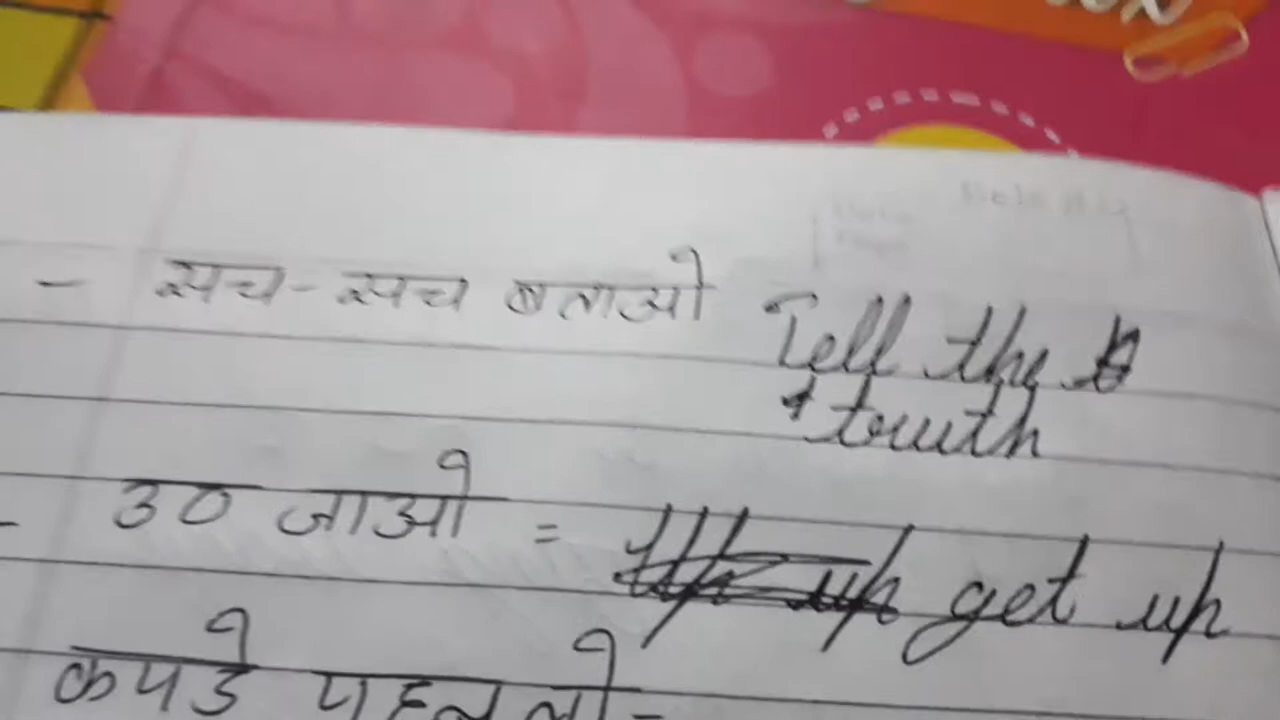 - सच-सच बताओ Tell the
truth
- उठ जाओ = get up
कपडे पहन लो-